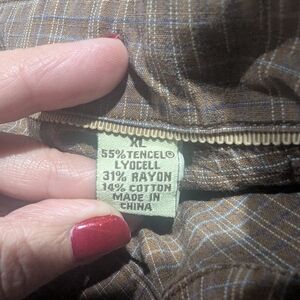 XL
55% TENCEL®
LYOCELL
31% RAYON
14% COTTON
MADE IN
CHINA